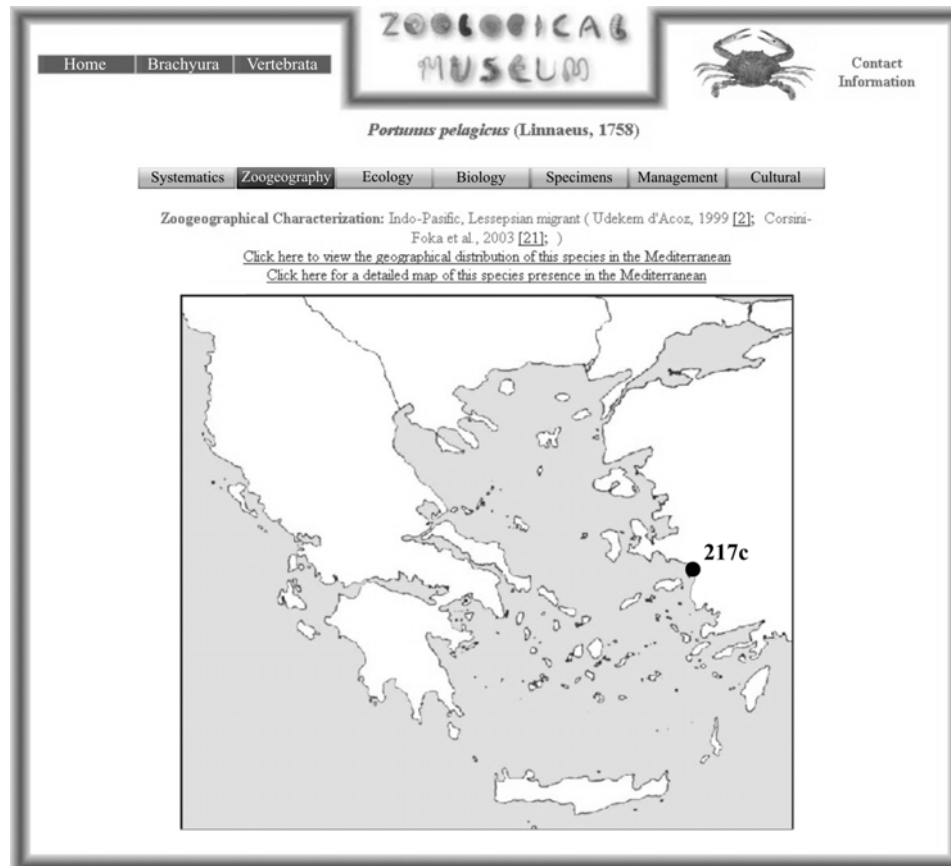 ZOOLOGICAL
MUSEUM
Home Brachyura Vertebrata
Contact
Information
Portunus pelagicus (Linnaeus, 1758)
Systematics Zoogeography Ecology Biology Specimens Management Cultural
Zoogeographical Characterization: Indo-Pasific, Lessepsian migrant ( Udekem d'Acoz, 1999 [2]; Corsini-
Foka et al., 2003 [21]; )
Click here to view the geographical distribution of this species in the Mediterranean
Click here for a detailed map of this species presence in the Mediterranean
217c